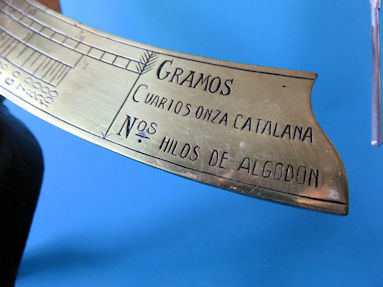 GRAMOS
CUARTOS ONZA CATALANA
Nos HILOS DE ALGODON